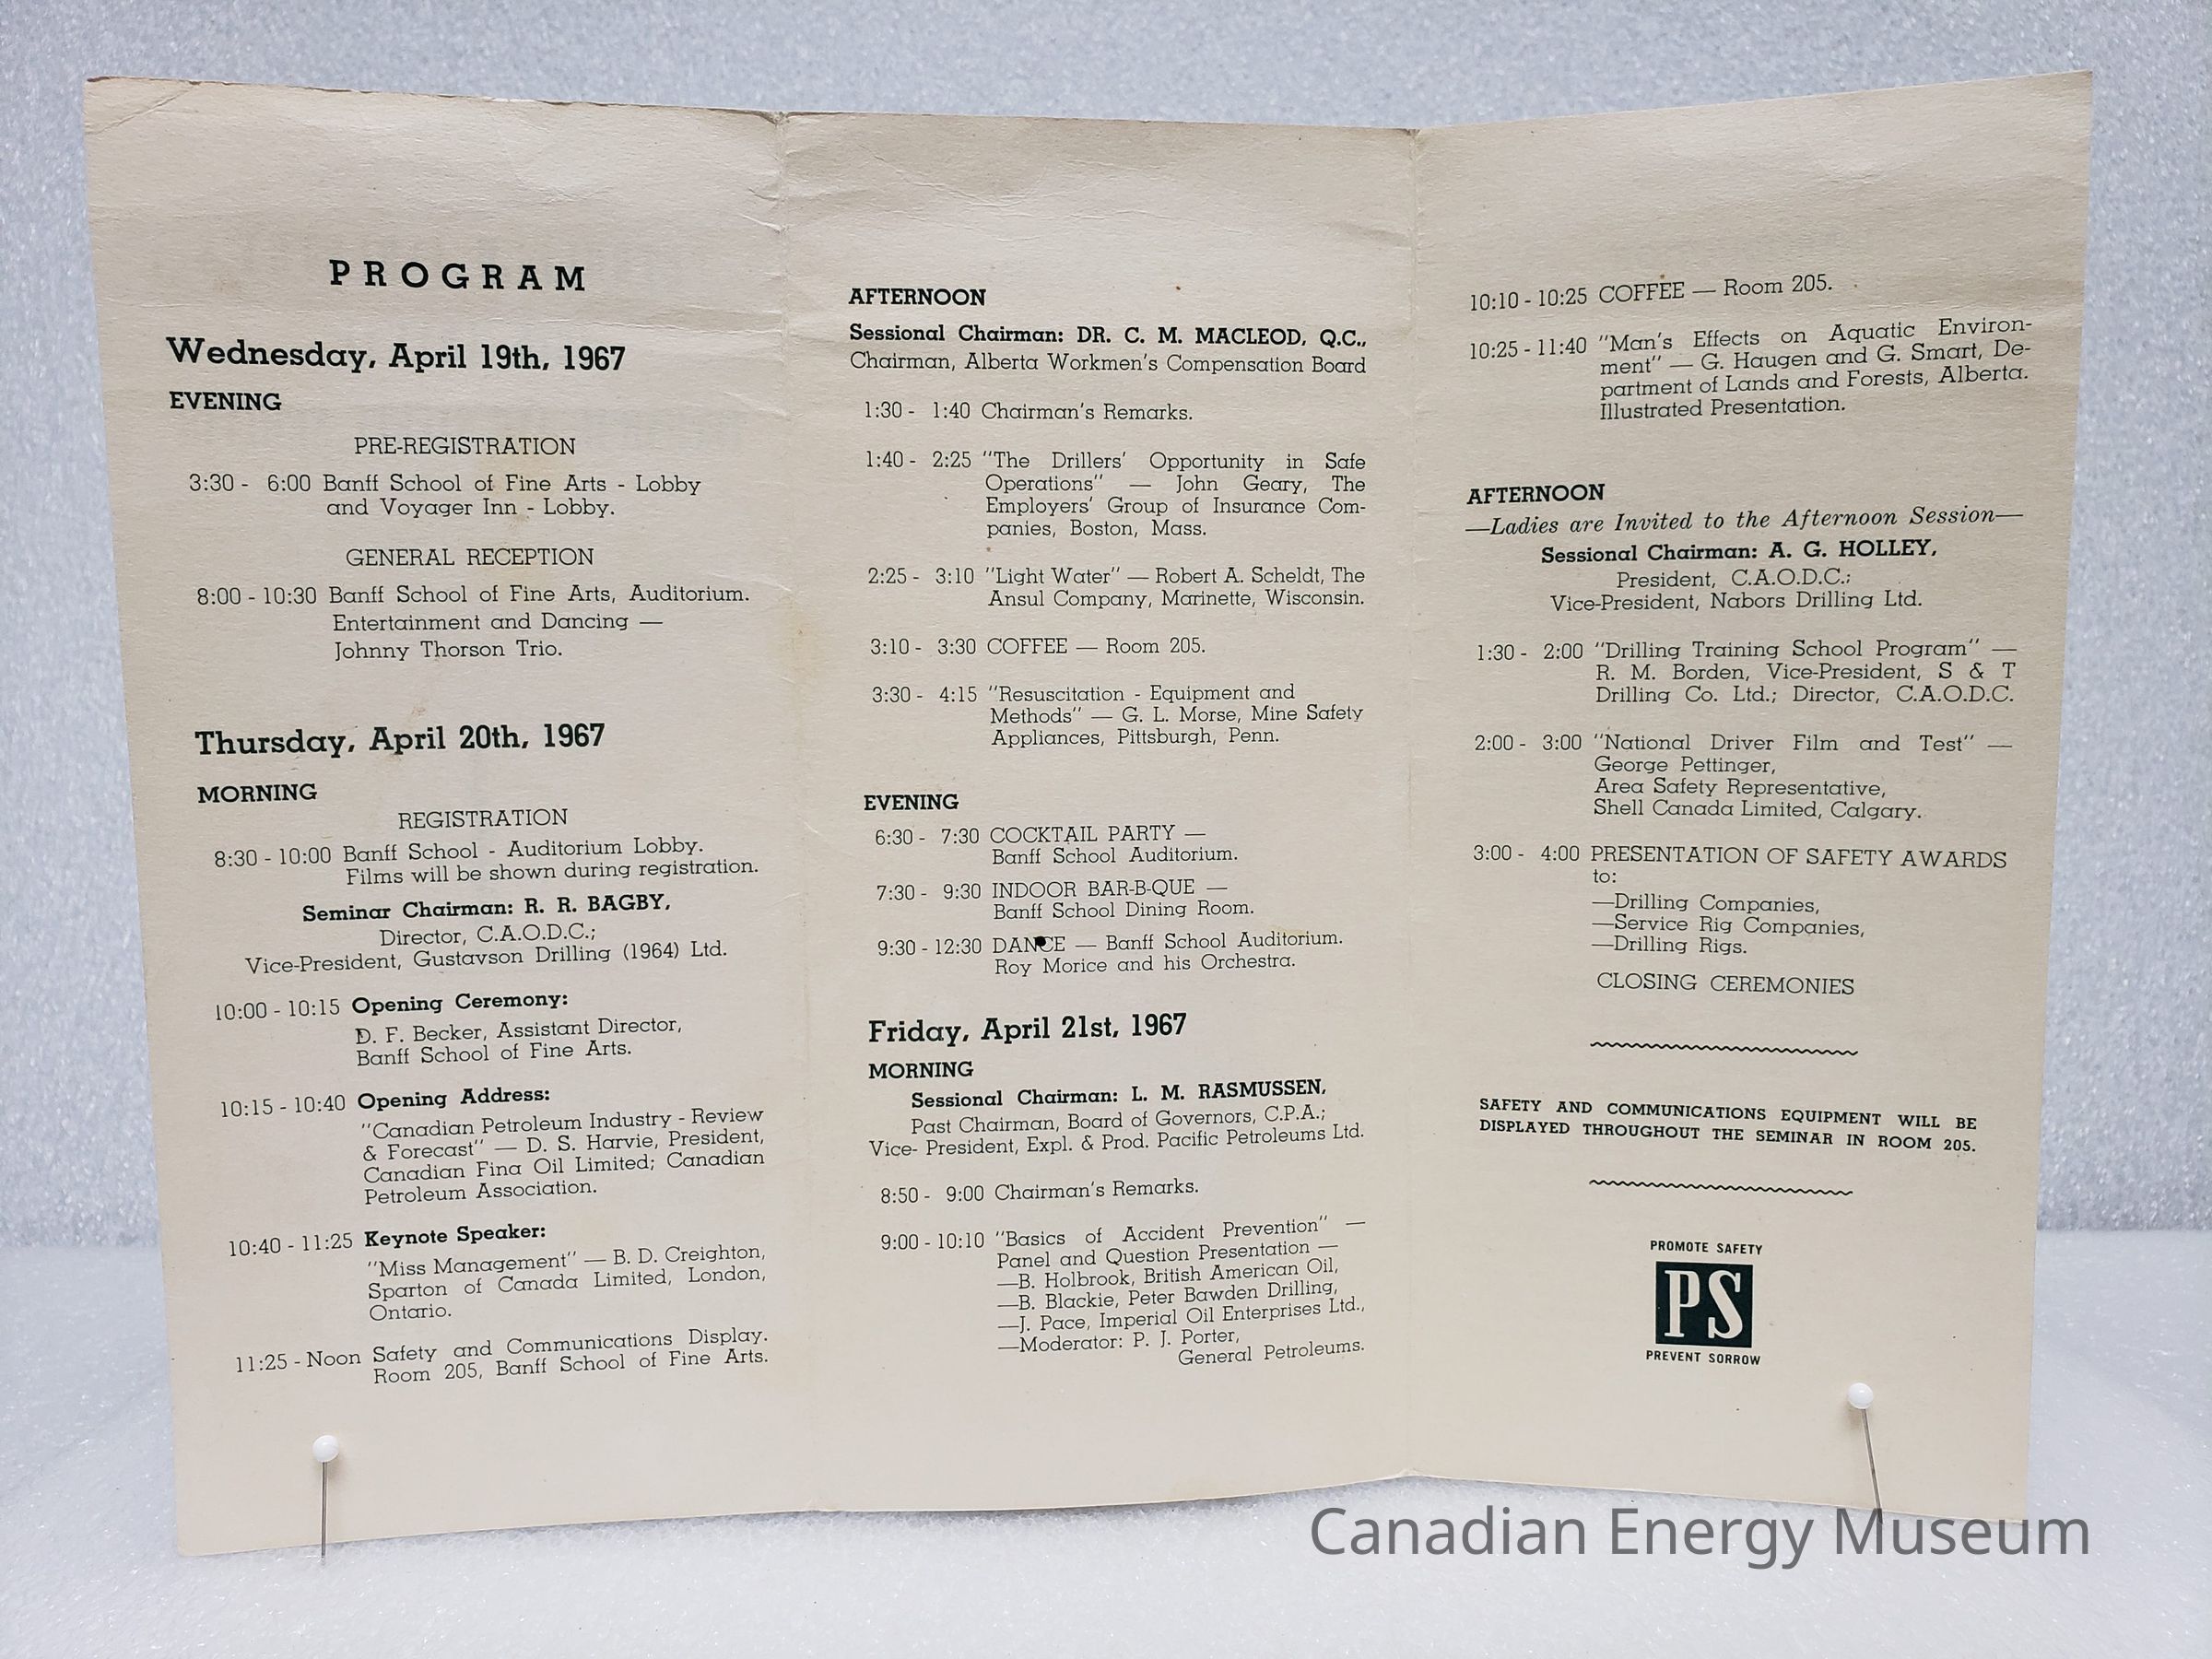 PROGRAM
Wednesday, April 19th, 1967
EVENING
PRE-REGISTRATION
3:30 - 6:00 Banff School of Fine Arts - Lobby
and Voyager Inn - Lobby.
GENERAL RECEPTION
8:00 - 10:30 Banff School of Fine Arts, Auditorium.
Entertainment and Dancing —
Johnny Thorson Trio.
Thursday, April 20th, 1967
MORNING
REGISTRATION
8:30 - 10:00 Banff School - Auditorium Lobby.
Films will be shown during registration.
Seminar Chairman: R. R. BAGBY,
Director, C.A.O.D.C.;
Vice-President, Gustavson Drilling (1964) Ltd.
10:00 - 10:15 Opening Ceremony:
D. F. Becker, Assistant Director,
Banff School of Fine Arts.
10:15 - 10:40 Opening Address:
"Canadian Petroleum Industry - Review
& Forecast" — D. S. Harvie, President,
Canadian Fina Oil Limited; Canadian
Petroleum Association.
10:40 - 11:25 Keynote Speaker:
"Miss Management" — B. D. Creighton,
Sparton of Canada Limited, London,
Ontario.
11:25 - Noon Safety and Communications Display.
Room 205, Banff School of Fine Arts.
AFTERNOON
Sessional Chairman: DR. C. M. MACLEOD, Q.C.,
Chairman, Alberta Workmen's Compensation Board
1:30 - 1:40 Chairman's Remarks.
1:40 - 2:25 "The Drillers' Opportunity in Safe
Operations" — John Geary, The
Employers' Group of Insurance Com-
panies, Boston, Mass.
2:25 - 3:10 "Light Water" — Robert A. Scheldt, The
Ansul Company, Marinette, Wisconsin.
3:10 - 3:30 COFFEE — Room 205.
3:30 - 4:15 "Resuscitation - Equipment and
Methods" — G. L. Morse, Mine Safety
Appliances, Pittsburgh, Penn.
EVENING
6:30 - 7:30 COCKTAIL PARTY —
Banff School Auditorium.
7:30 - 9:30 INDOOR BAR-B-QUE —
Banff School Dining Room.
9:30 - 12:30 DANCE — Banff School Auditorium.
Roy Morice and his Orchestra.
Friday, April 21st, 1967
MORNING
Sessional Chairman: L. M. RASMUSSEN,
Past Chairman, Board of Governors, C.P.A.;
Vice- President, Expl. & Prod. Pacific Petroleums Ltd.
8:50 - 9:00 Chairman's Remarks.
9:00 - 10:10 "Basics of Accident Prevention" —
Panel and Question Presentation —
—B. Holbrook, British American Oil,
—B. Blackie, Peter Bawden Drilling,
—J. Pace, Imperial Oil Enterprises Ltd.,
—Moderator: P. J. Porter,
General Petroleums.
10:10 - 10:25 COFFEE — Room 205.
10:25 - 11:40 "Man's Effects on Aquatic Environ-
ment" — G. Haugen and G. Smart, De-
partment of Lands and Forests, Alberta.
Illustrated Presentation.
AFTERNOON
—Ladies are Invited to the Afternoon Session—
Sessional Chairman: A. G. HOLLEY,
President, C.A.O.D.C.;
Vice-President, Nabors Drilling Ltd.
1:30 - 2:00 "Drilling Training School Program" —
R. M. Borden, Vice-President, S & T
Drilling Co. Ltd.; Director, C.A.O.D.C.
2:00 - 3:00 "National Driver Film and Test" —
George Pettinger,
Area Safety Representative,
Shell Canada Limited, Calgary.
3:00 - 4:00 PRESENTATION OF SAFETY AWARDS
to:
—Drilling Companies,
—Service Rig Companies,
—Drilling Rigs.
CLOSING CEREMONIES
SAFETY AND COMMUNICATIONS EQUIPMENT WILL BE
DISPLAYED THROUGHOUT THE SEMINAR IN ROOM 205.
PROMOTE SAFETY
PS
PREVENT SORROW
Canadian Energy Museum